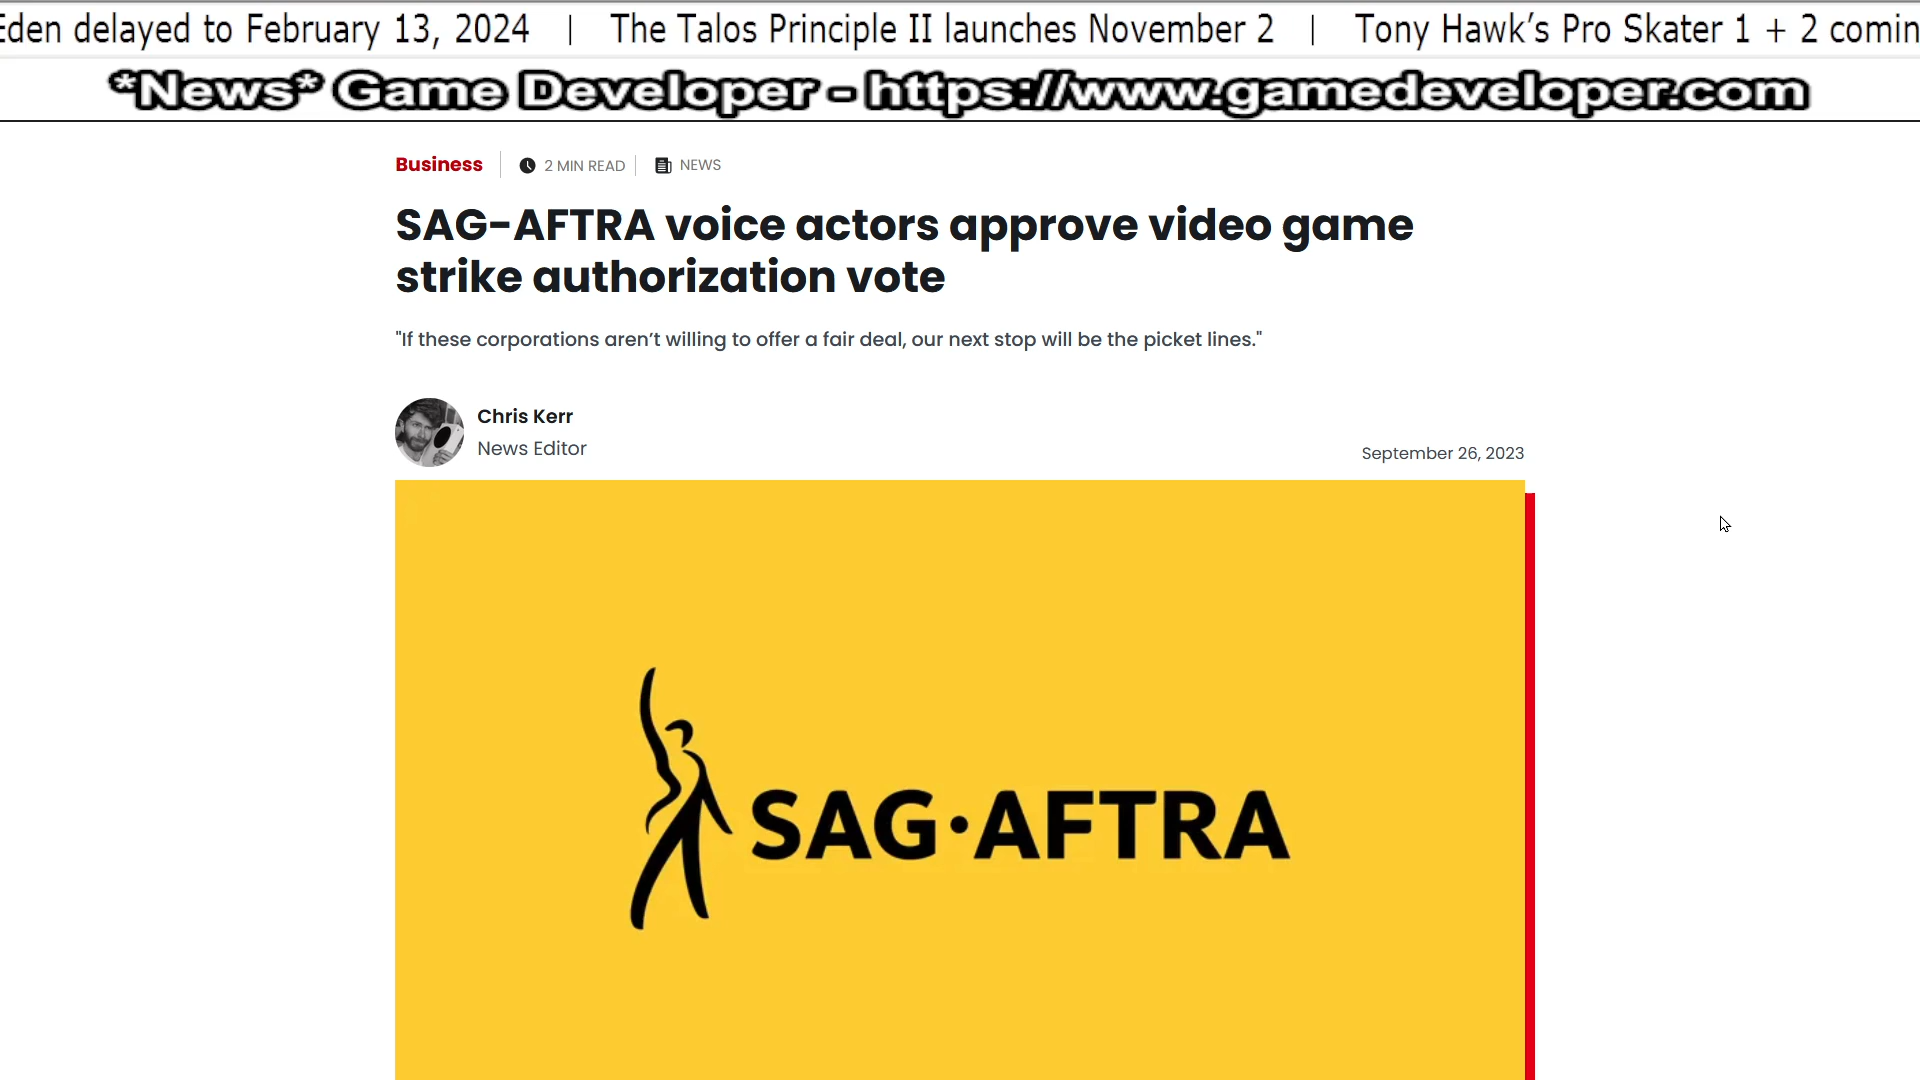 Eden delayed to February 13, 2024 | The Talos Principle II launches November 2 | Tony Hawk’s Pro Skater 1 + 2 comin
*News* Game Developer - https://www.gamedeveloper.com
Business | 2 MIN READ | NEWS
SAG-AFTRA voice actors approve video game
strike authorization vote
"If these corporations aren’t willing to offer a fair deal, our next stop will be the picket lines."
Chris Kerr
News Editor
September 26, 2023
SAG·AFTRA